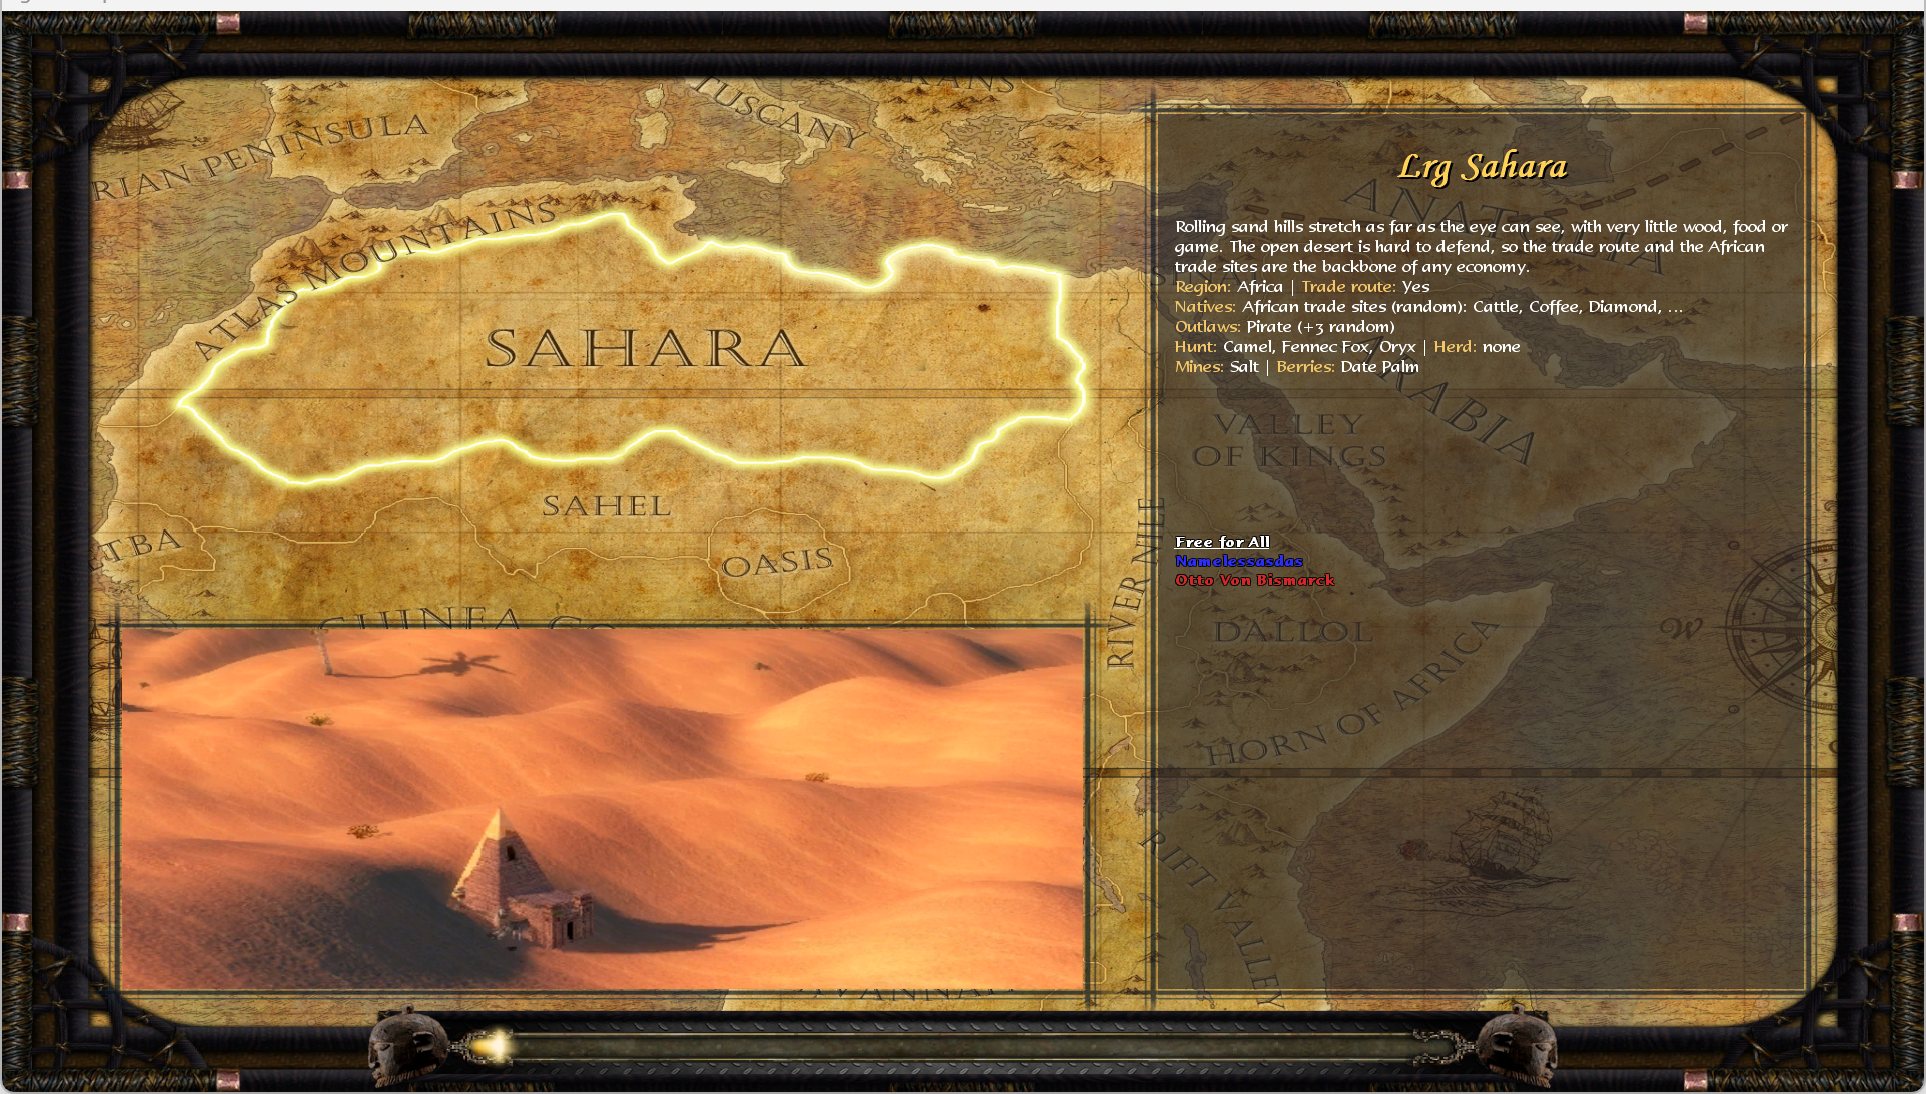 TUSCANY
RIAN PENINSULA
ATLAS MOUNTAINS
SAHARA
SAHEL
OASIS
RIVER NILE
Lrg Sahara
Rolling sand hills stretch as far as the eye can see, with very little wood, food or
game. The open desert is hard to defend, so the trade route and the African
trade sites are the backbone of any economy.
Region: Africa | Trade route: Yes
Natives: African trade sites (random): Cattle, Coffee, Diamond, ...
Outlaws: Pirate (+3 random)
Hunt: Camel, Fennec Fox, Oryx | Herd: none
Mines: Salt | Berries: Date Palm
ANATOLIA
ARABIA
VALLEY
OF KINGS
Free for All
Namelessasdas
Otto Von Bismarck
DALLOL
W
HORN OF AFRICA
RIFT VALLEY